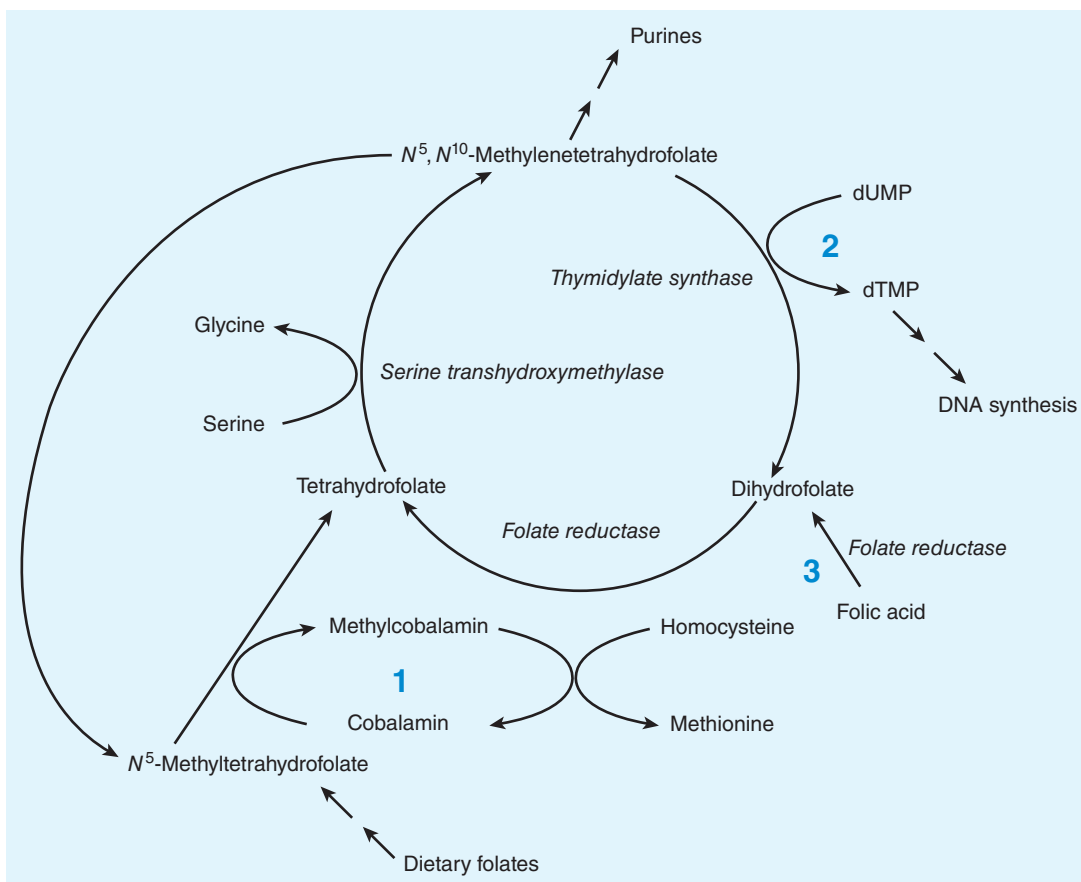 Purines
N⁵, N¹⁰-Methylenetetrahydrofolate
dUMP
2
Thymidylate synthase
dTMP
Glycine
Serine transhydroxymethylase
DNA synthesis
Serine
Tetrahydrofolate
Dihydrofolate
Folate reductase
Folate reductase
3
Folic acid
Methylcobalamin
Homocysteine
1
Cobalamin
Methionine
N⁵-Methyltetrahydrofolate
Dietary folates